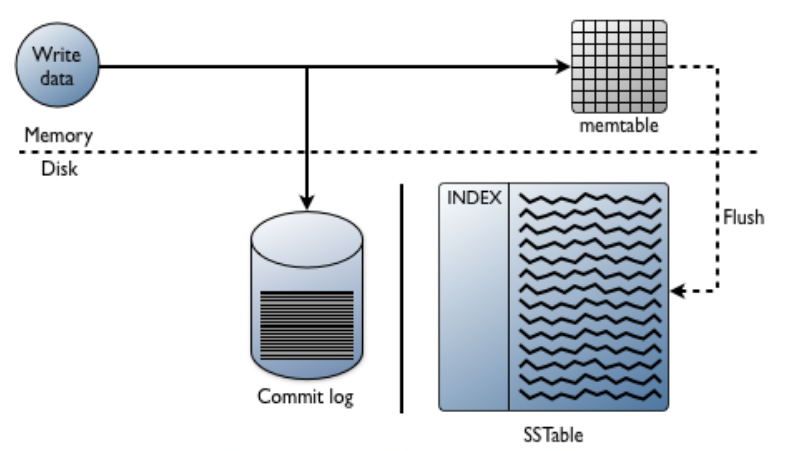 Write
data
memtable
Memory
Disk
INDEX
Flush
Commit log
SSTable